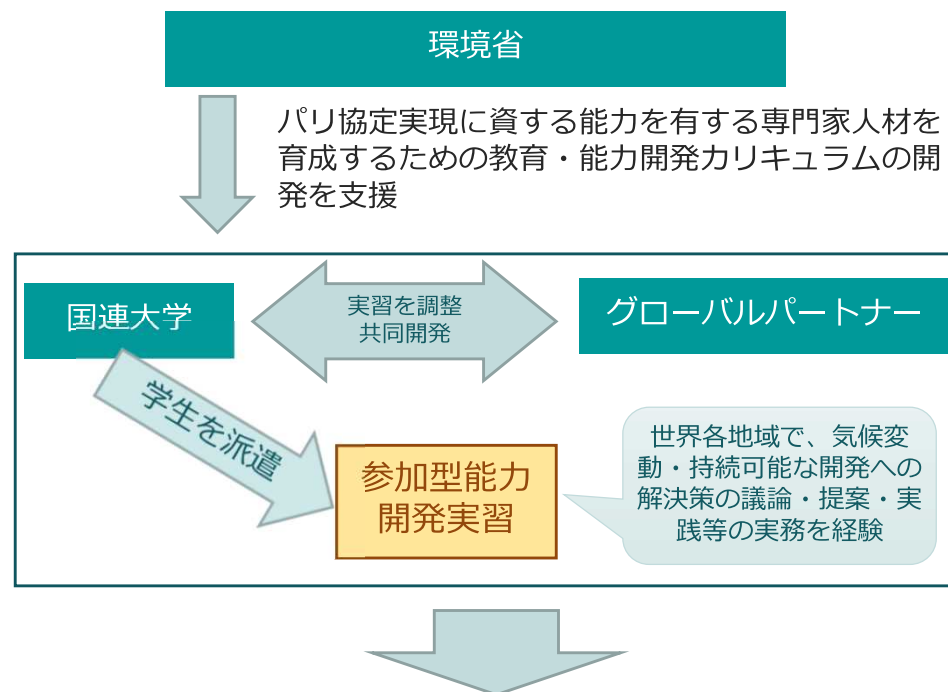 環境省
パリ協定実現に資する能力を有する専門家人材を
育成するための教育・能力開発カリキュラムの開
発を支援
国連大学
実習を調整
共同開発
グローバルパートナー
学生を派遣
参加型能力
開発実習
世界各地域で、気候変
動・持続可能な開発への
解決策の議論・提案・実
践等の実務を経験